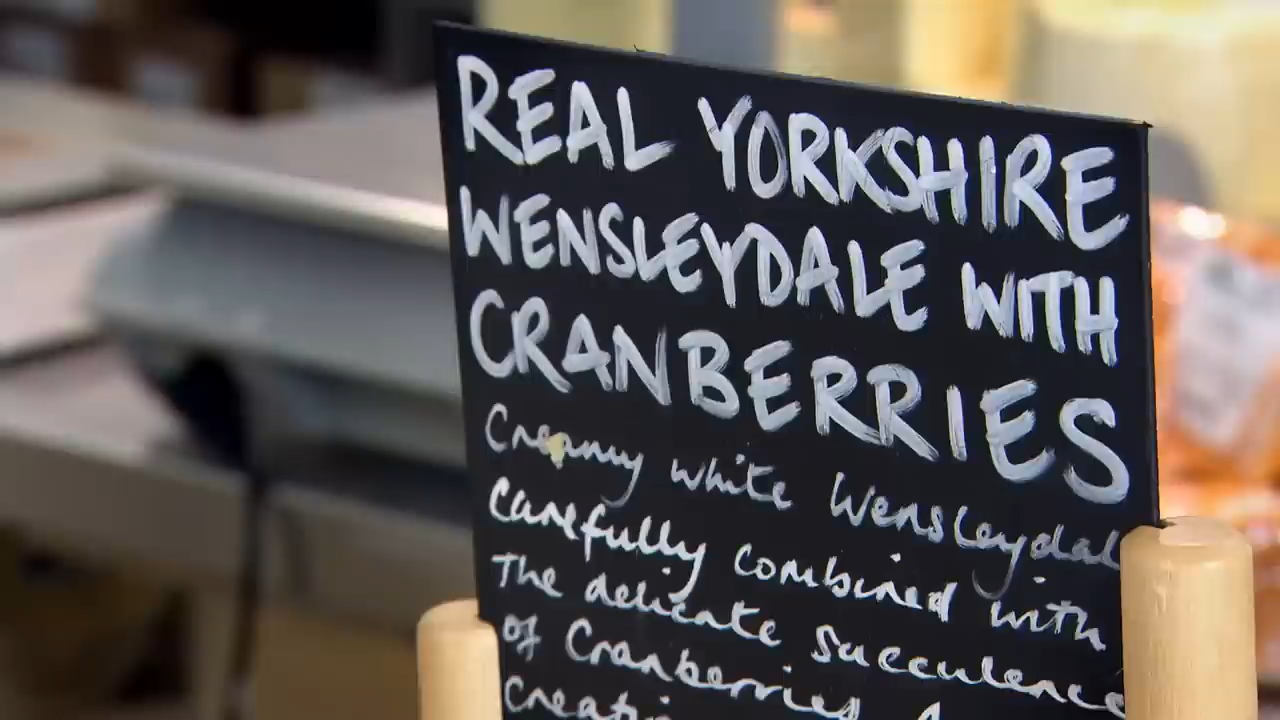 REAL YORKSHIRE
WENSLEYDALE WITH
CRANBERRIES
Creamy white Wensleydal
carefully combined with
The delicate succulence
of Cranberries